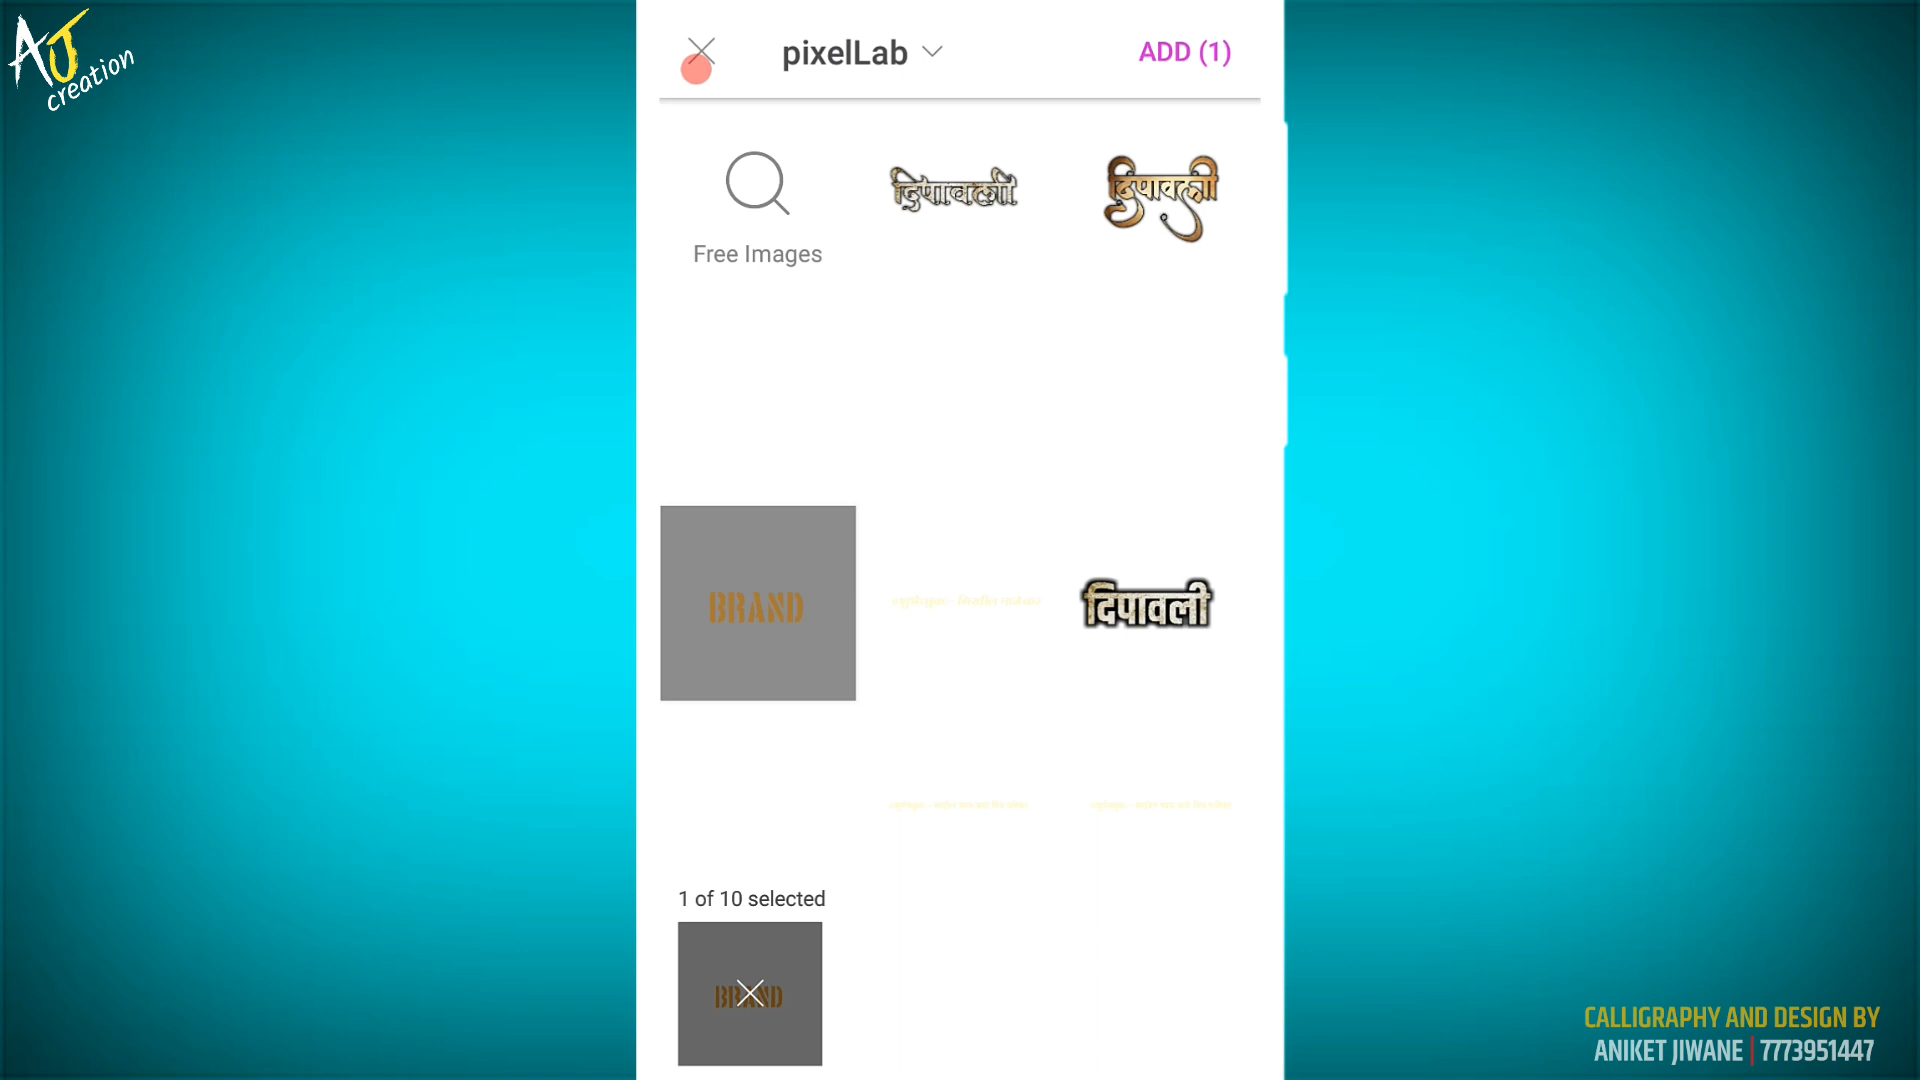 AJ
creation
pixelLab
ADD (1)
Free Images
दिपावली
दिपावली
BRAND
दिपावली
1 of 10 selected
BRAND
CALLIGRAPHY AND DESIGN BY
ANIKET JIWANE | 7773951447